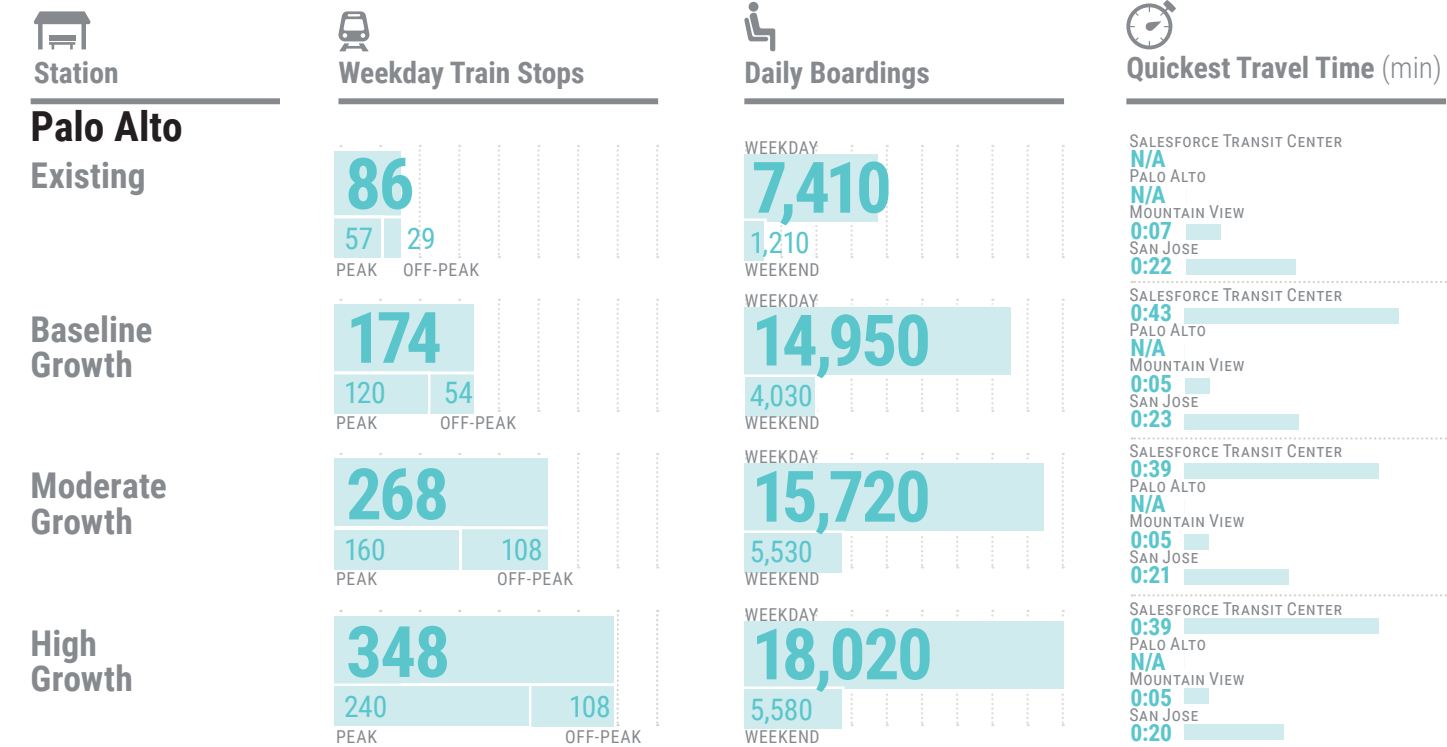 Station
Weekday Train Stops
Daily Boardings
Quickest Travel Time (min)
Palo Alto
Existing
86
57
29
PEAK
OFF-PEAK
WEEKDAY
7,410
1,210
WEEKEND
SALESFORCE TRANSIT CENTER
N/A
PALO ALTO
N/A
MOUNTAIN VIEW
0:07
SAN JOSE
0:22
Baseline
Growth
174
120
54
PEAK
OFF-PEAK
WEEKDAY
14,950
4,030
WEEKEND
SALESFORCE TRANSIT CENTER
0:43
PALO ALTO
N/A
MOUNTAIN VIEW
0:05
SAN JOSE
0:23
Moderate
Growth
268
160
108
PEAK
OFF-PEAK
WEEKDAY
15,720
5,530
WEEKEND
SALESFORCE TRANSIT CENTER
0:39
PALO ALTO
N/A
MOUNTAIN VIEW
0:05
SAN JOSE
0:21
High
Growth
348
240
108
PEAK
OFF-PEAK
WEEKDAY
18,020
5,580
WEEKEND
SALESFORCE TRANSIT CENTER
0:39
PALO ALTO
N/A
MOUNTAIN VIEW
0:05
SAN JOSE
0:20